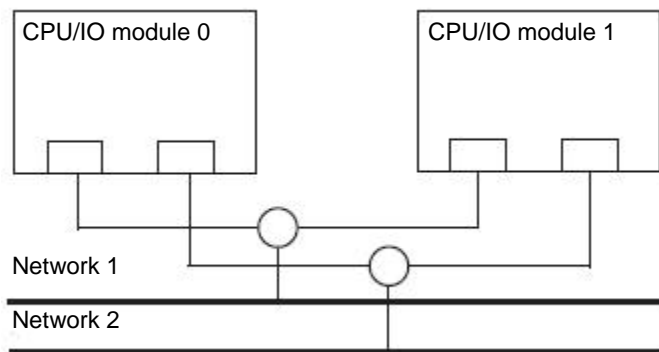 CPU/IO module 0
CPU/IO module 1
Network 1
Network 2